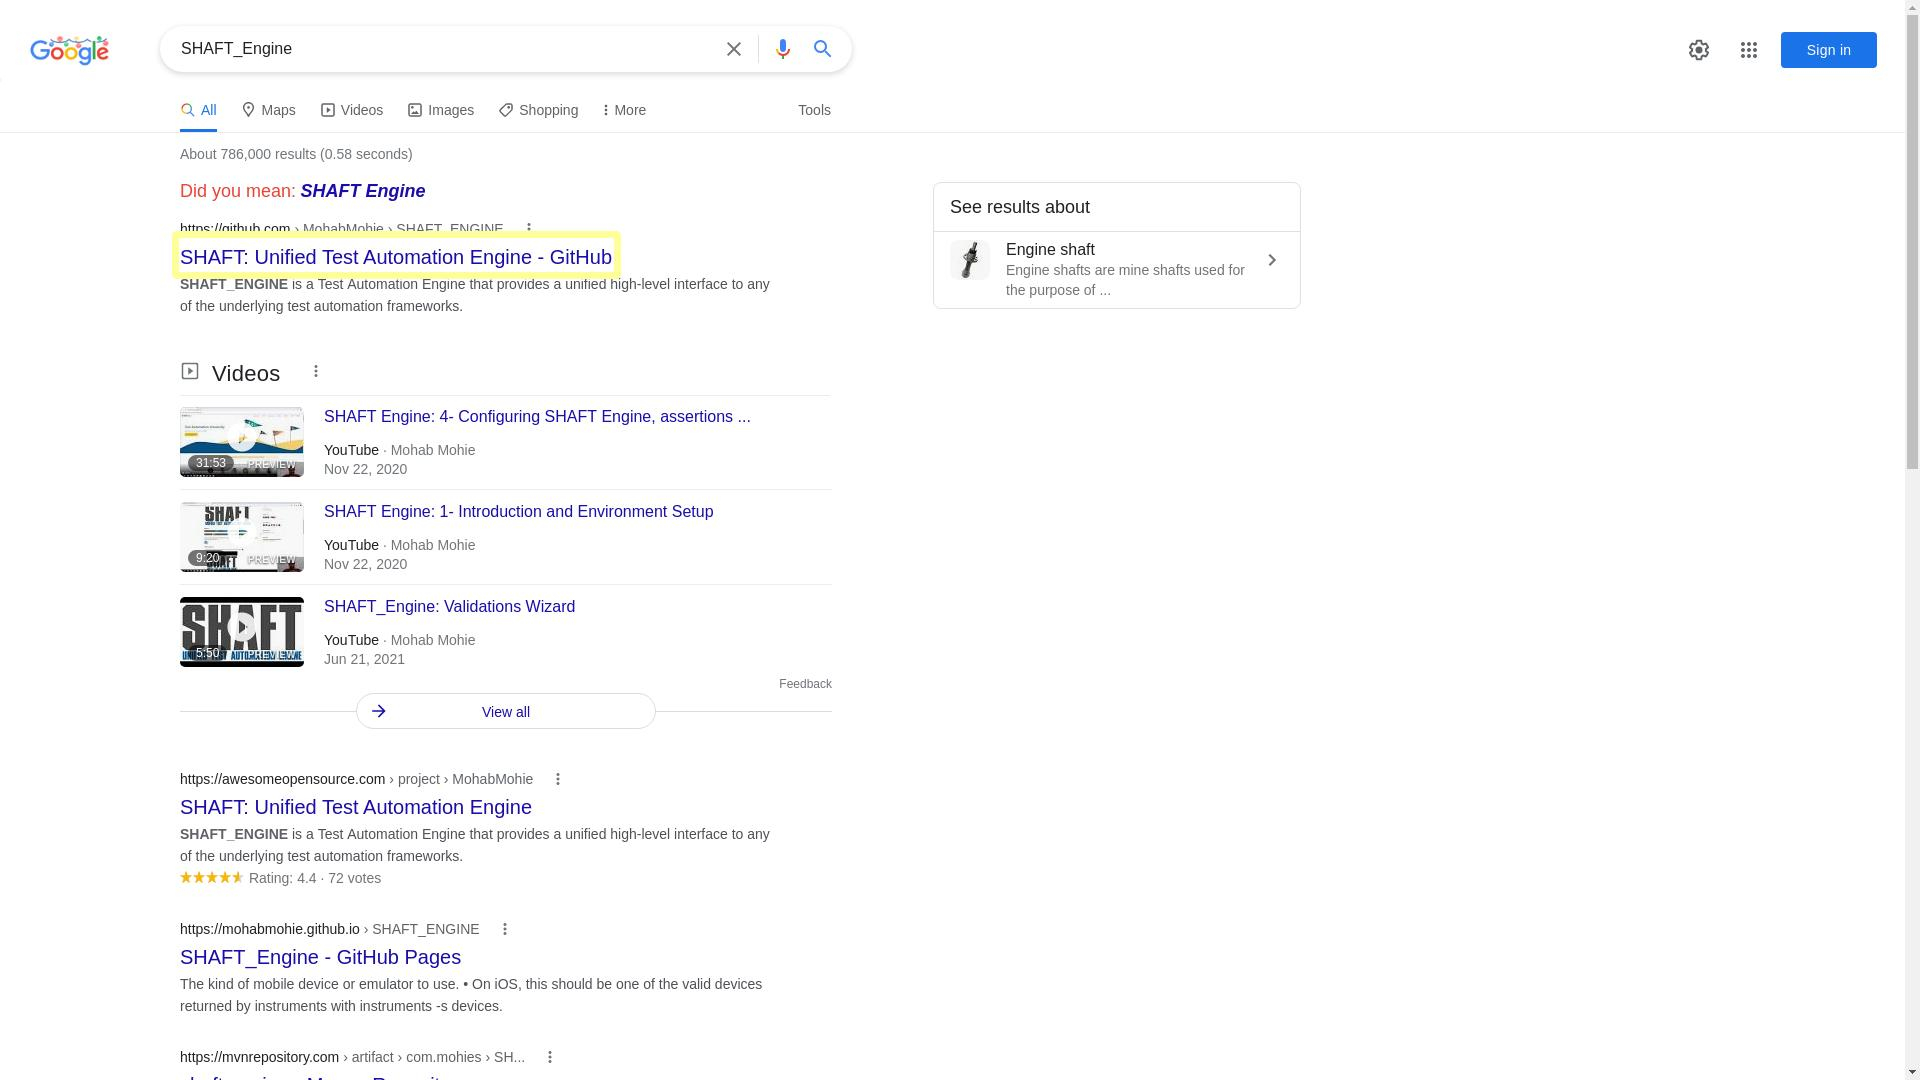 Google
SHAFT_Engine
Sign in
All
Maps
Videos
Images
Shopping
More
Tools
About 786,000 results (0.58 seconds)
Did you mean: SHAFT Engine
https://github.com › MohabMohie › SHAFT_ENGINE
SHAFT: Unified Test Automation Engine - GitHub
SHAFT_ENGINE is a Test Automation Engine that provides a unified high-level interface to any
of the underlying test automation frameworks.
See results about
Engine shaft
Engine shafts are mine shafts used for
the purpose of ...
Videos
SHAFT Engine: 4- Configuring SHAFT Engine, assertions ...
YouTube · Mohab Mohie
Nov 22, 2020
31:53
PREVIEW
SHAFT Engine: 1- Introduction and Environment Setup
YouTube · Mohab Mohie
Nov 22, 2020
SHAFT
9:20
PREVIEW
SHAFT_Engine: Validations Wizard
YouTube · Mohab Mohie
Jun 21, 2021
SHAFT
5:50
PREVIEW
Feedback
View all
https://awesomeopensource.com › project › MohabMohie
SHAFT: Unified Test Automation Engine
SHAFT_ENGINE is a Test Automation Engine that provides a unified high-level interface to any
of the underlying test automation frameworks.
Rating: 4.4 · 72 votes
https://mohabmohie.github.io › SHAFT_ENGINE
SHAFT_Engine - GitHub Pages
The kind of mobile device or emulator to use. • On iOS, this should be one of the valid devices
returned by instruments with instruments -s devices.
https://mvnrepository.com › artifact › com.mohies › SH...